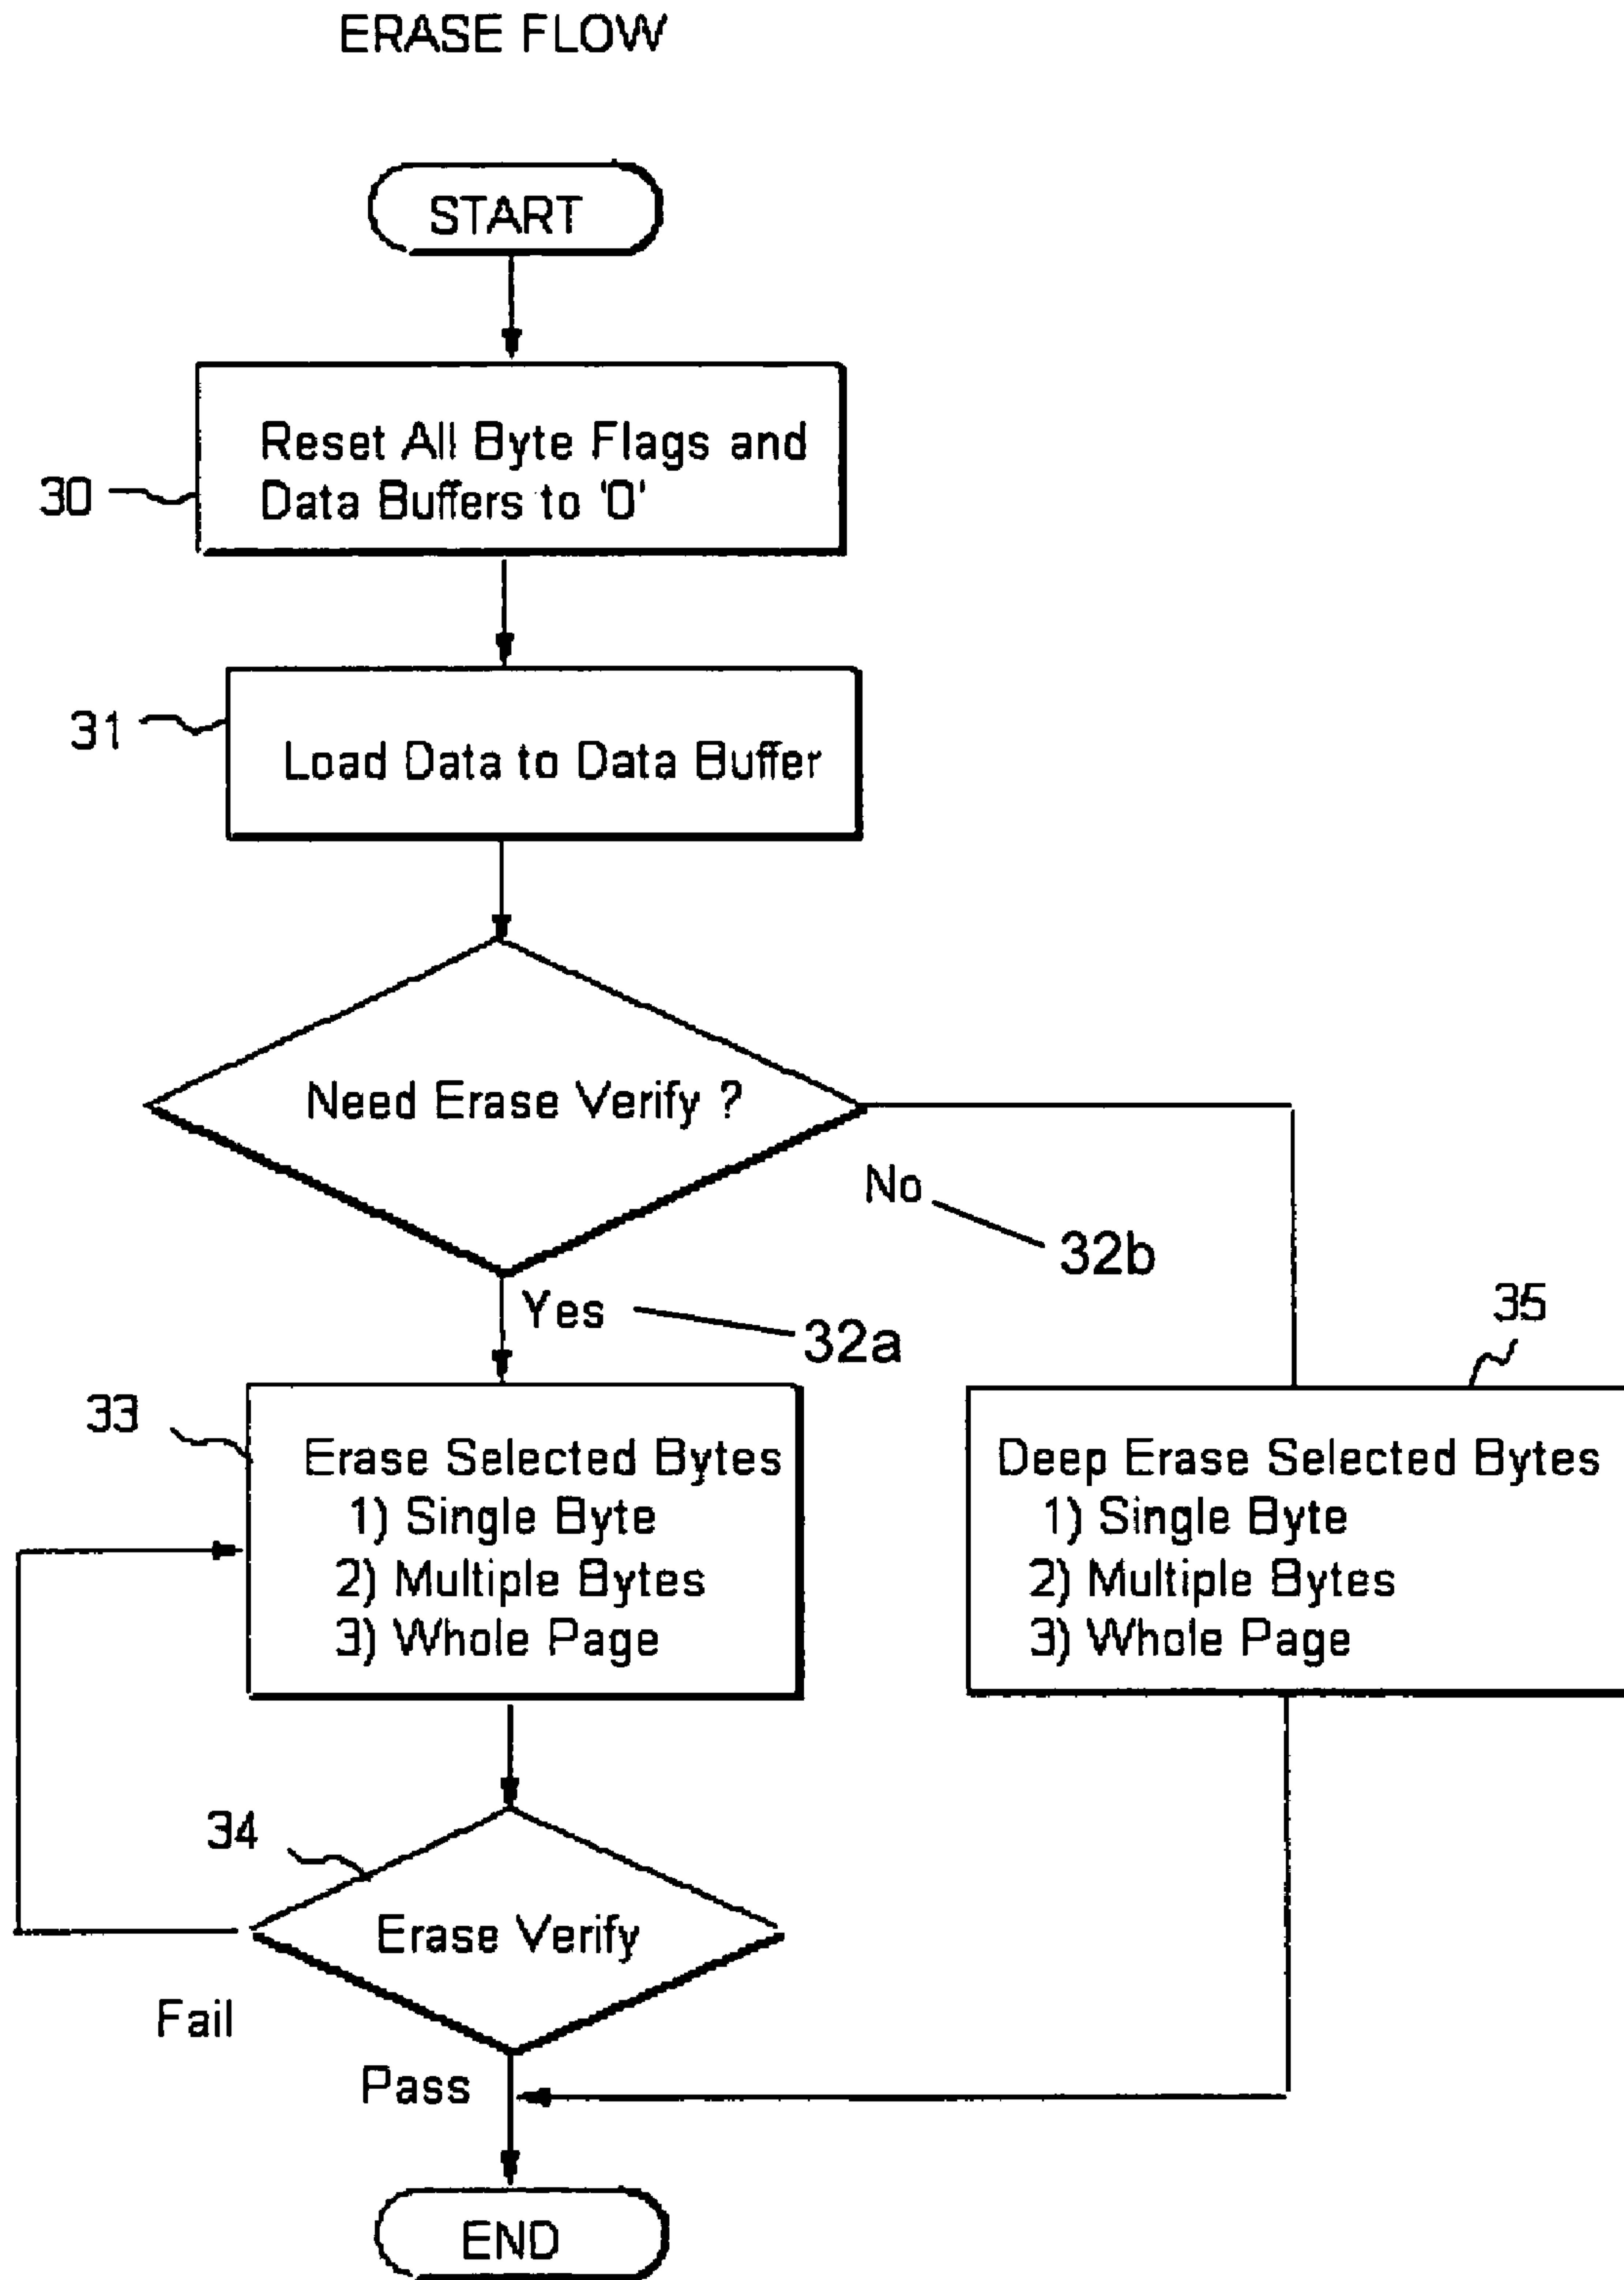 ERASE FLOW
START
Reset All Byte Flags and
Data Buffers to '0'
30
31
Load Data to Data Buffer
Need Erase Verify ?
No
32b
Yes
32a
35
33
Erase Selected Bytes
1) Single Byte
2) Multiple Bytes
3) Whole Page
Deep Erase Selected Bytes
1) Single Byte
2) Multiple Bytes
3) Whole Page
34
Erase Verify
Fail
Pass
END